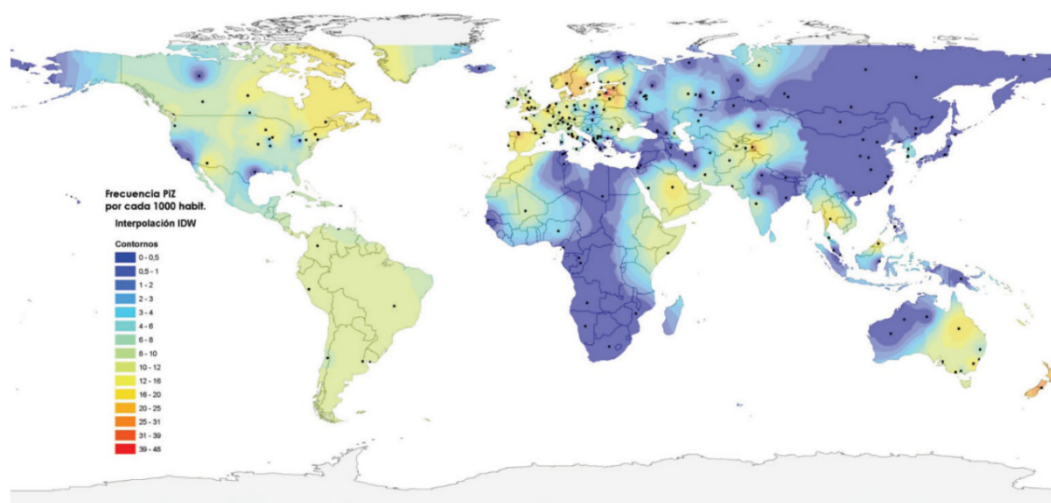 Frecuencia PiZ
por cada 1000 habit.
Interpolación IDW
Contornos
0 - 0,5
0,5 - 1
1 - 2
2 - 3
3 - 4
4 - 6
6 - 8
8 - 10
10 - 12
12 - 16
16 - 20
20 - 25
25 - 31
31 - 39
39 - 48